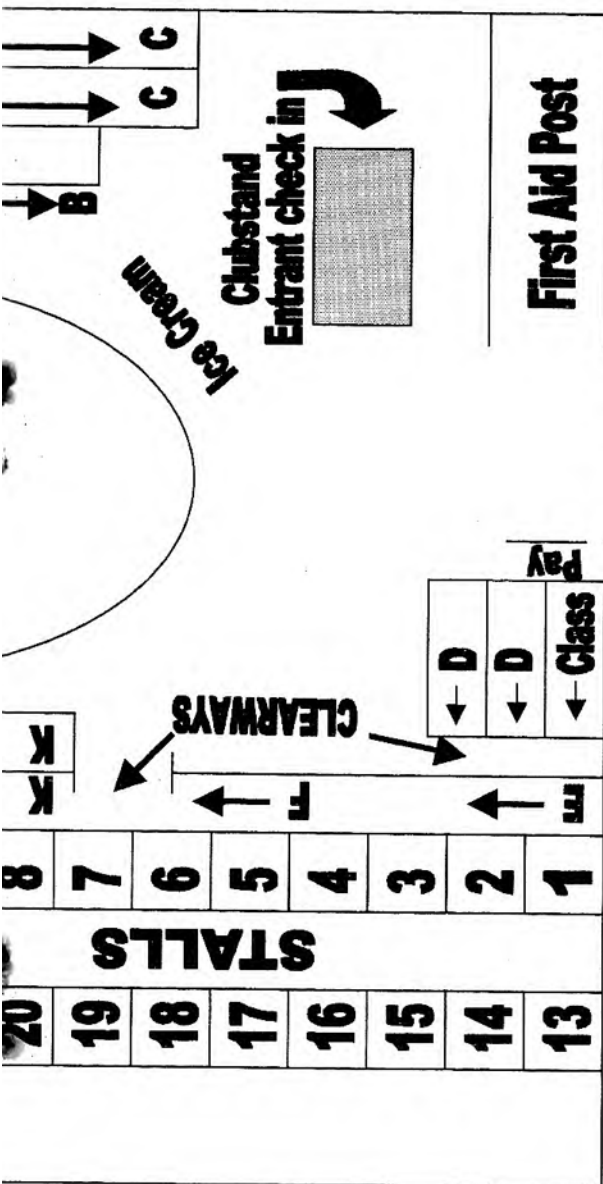 C
C
B
Ice Cream
Clubstand
Entrant check in
First Aid Post
Pay
D
D
Class
CLEARWAYS
K
K
F
E
8
7
6
5
4
3
2
1
STALLS
20
19
18
17
16
15
14
13